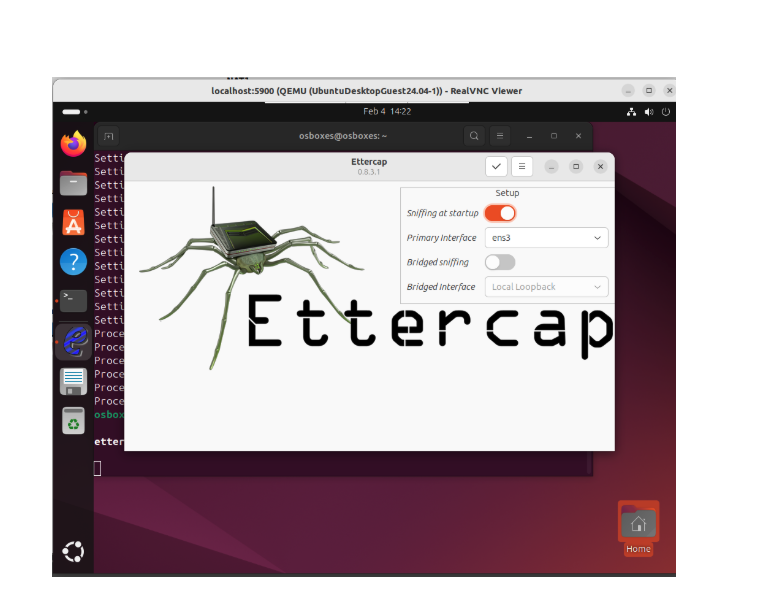 localhost:5900 (QEMU (UbuntuDesktopGuest24.04-1)) - RealVNC Viewer
Feb 4 14:22
osboxes@osboxes: ~
Setti
Ettercap
0.8.3.1
Setti
Setti
Setup
Setti
Sniffing at startup
Setti
Primary Interface ens3
Setti
Setti
Bridged sniffing
Setti
Setti
Bridged Interface Local Loopback
Setti
Setti
Setti
Setti
Ettercap
Proce
Proce
Proce
Proce
Proce
Proce
osbox
etter
Home